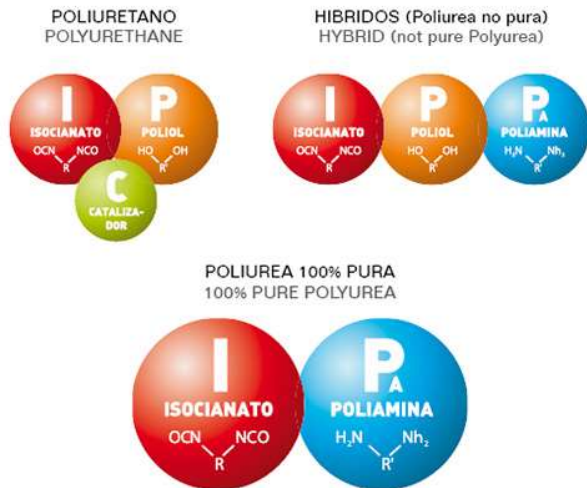 POLIURETANO
POLYURETHANE
I
ISOCIANATO
OCN NCO
R
P
POLIOL
HO OH
R'
C
CATALIZA-
DOR
HIBRIDOS (Poliurea no pura)
HYBRID (not pure Polyurea)
I
ISOCIANATO
OCN NCO
R
P
POLIOL
HO OH
R'
PA
POLIAMINA
H₂N Nh₂
R'
POLIUREA 100% PURA
100% PURE POLYUREA
I
ISOCIANATO
OCN NCO
R
PA
POLIAMINA
H₂N Nh₂
R'